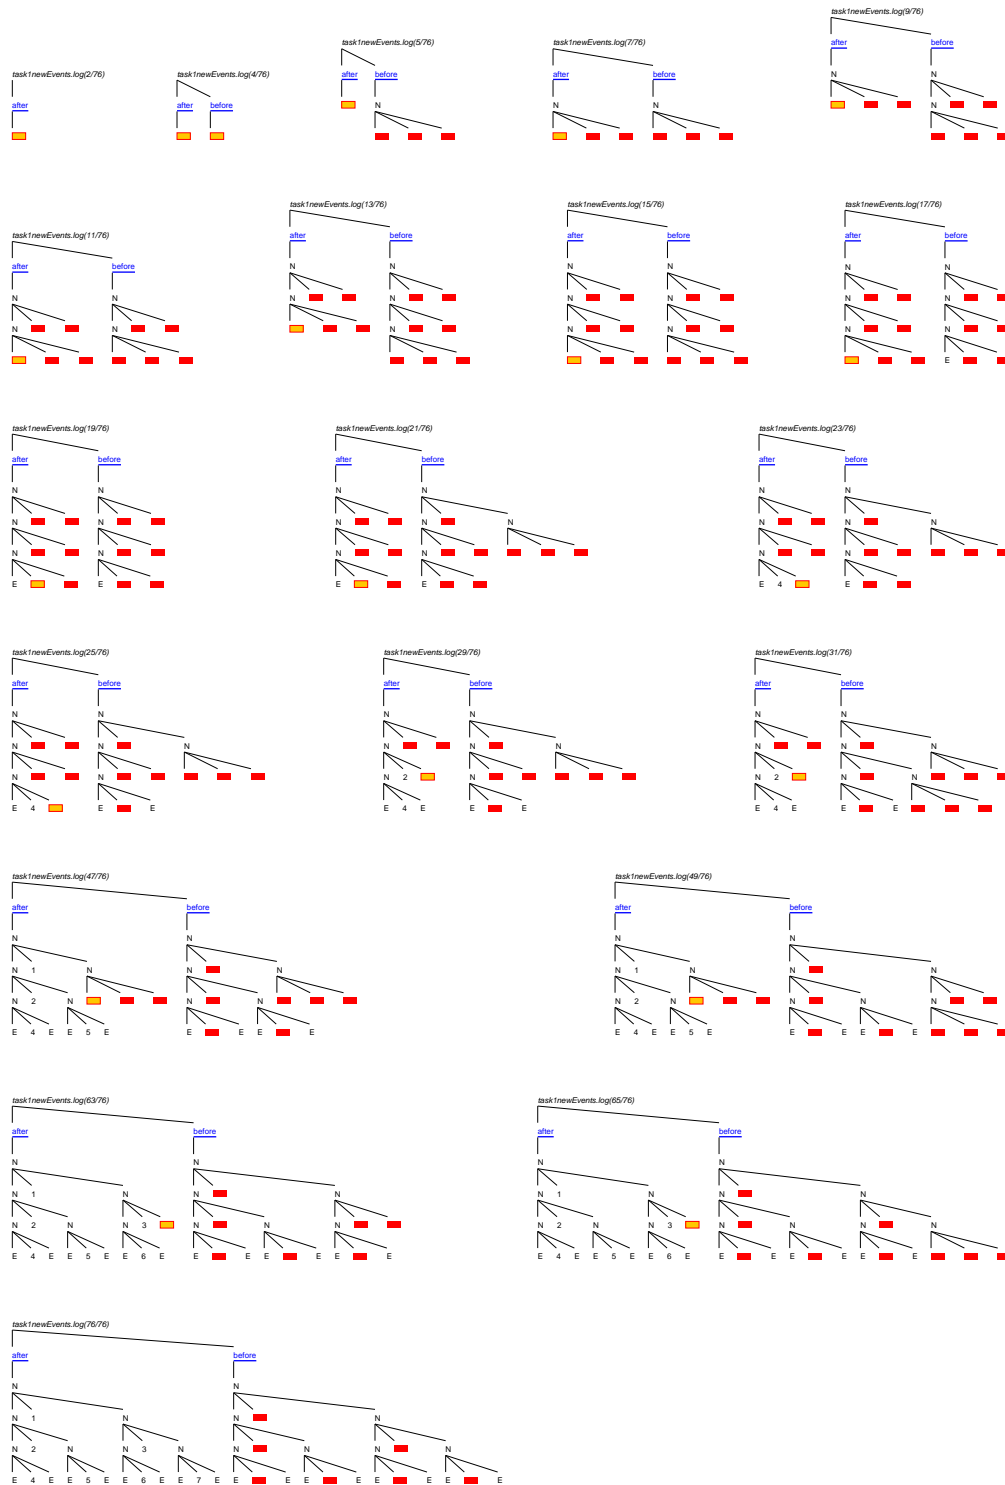 task1newEvents.log(2/76)
after
task1newEvents.log(4/76)
after before
task1newEvents.log(5/76)
after before
N
task1newEvents.log(7/76)
after before
N N
task1newEvents.log(9/76)
after before
N N
N
task1newEvents.log(11/76)
after before
N N
N N
task1newEvents.log(13/76)
after before
N N
N N
N
task1newEvents.log(15/76)
after before
N N
N N
N N
task1newEvents.log(17/76)
after before
N N
N N
N N
E
task1newEvents.log(19/76)
after before
N N
N N
N N
E E
task1newEvents.log(21/76)
after before
N N
N N N
N N
E E
task1newEvents.log(23/76)
after before
N N
N N N
N N
E 4 E
task1newEvents.log(25/76)
after before
N N
N N N
N N
E 4 E E
task1newEvents.log(29/76)
after before
N N
N N N
N 2 N
E 4 E E E
task1newEvents.log(31/76)
after before
N N
N N N
N 2 N N
E 4 E E E
task1newEvents.log(47/76)
after before
N N
N 1 N N N
N 2 N N N
E 4 E E 5 E E E E E
task1newEvents.log(49/76)
after before
N N
N 1 N N N
N 2 N N N N
E 4 E E 5 E E E E
task1newEvents.log(63/76)
after before
N N
N 1 N N N
N 2 N N 3 N N N
E 4 E E 5 E E 6 E E E E E E E
task1newEvents.log(65/76)
after before
N N
N 1 N N N
N 2 N N 3 N N N
E 4 E E 5 E E 6 E E E E E
task1newEvents.log(76/76)
after before
N N
N 1 N N N
N 2 N N 3 N N N N N
E 4 E E 5 E E 6 E E 7 E E E E E E E E E